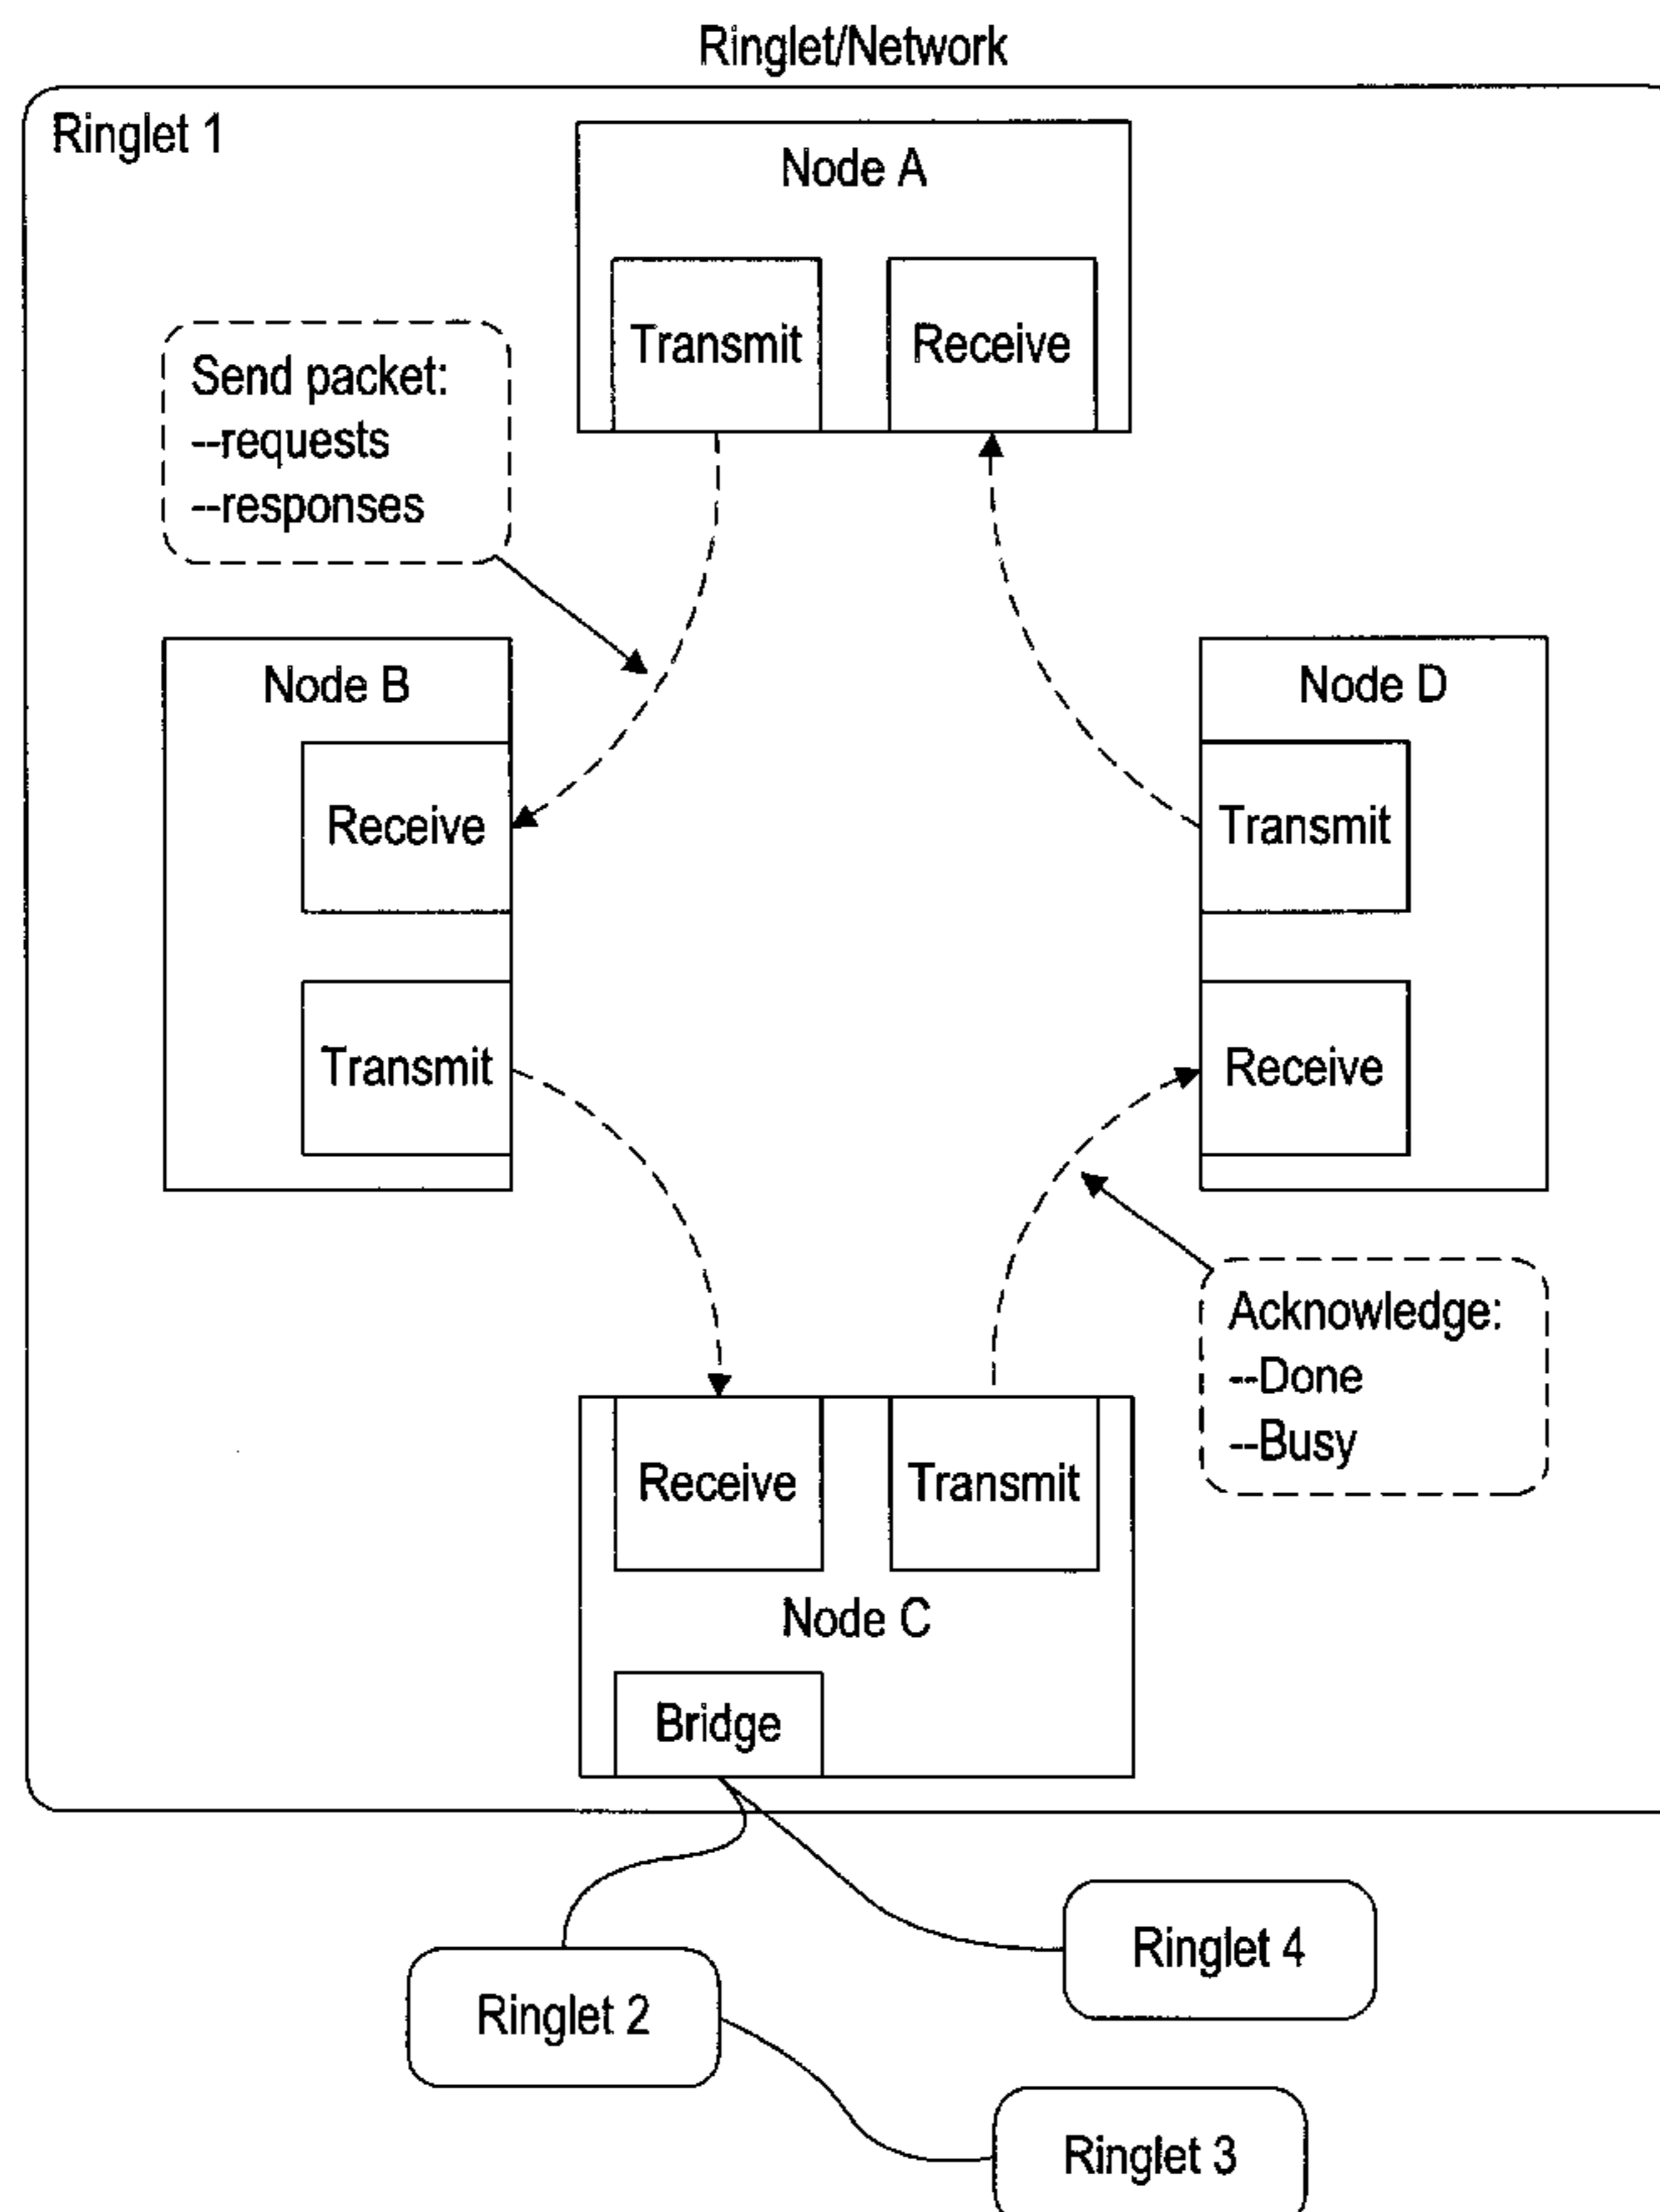 Ringlet/Network
Ringlet 1
Node A
Transmit
Receive
Send packet:
--requests
--responses
Node B
Receive
Transmit
Node D
Transmit
Receive
Acknowledge:
--Done
--Busy
Receive
Transmit
Node C
Bridge
Ringlet 4
Ringlet 2
Ringlet 3